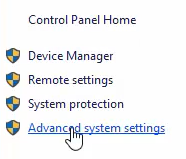 Control Panel Home
Device Manager
Remote settings
System protection
Advanced system settings